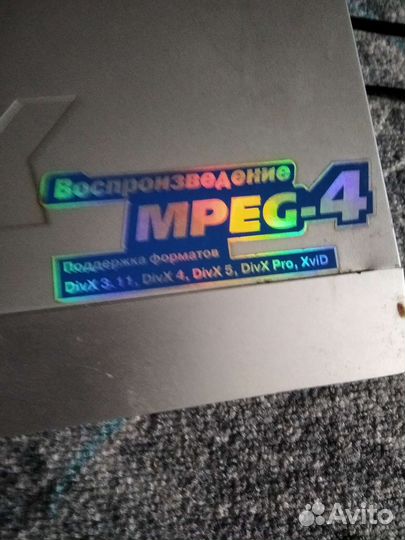 Воспроизведение
MPEG-4
Поддержка форматов
DivX 3.11, DivX 4, DivX 5, DivX Pro, XviD
Avito